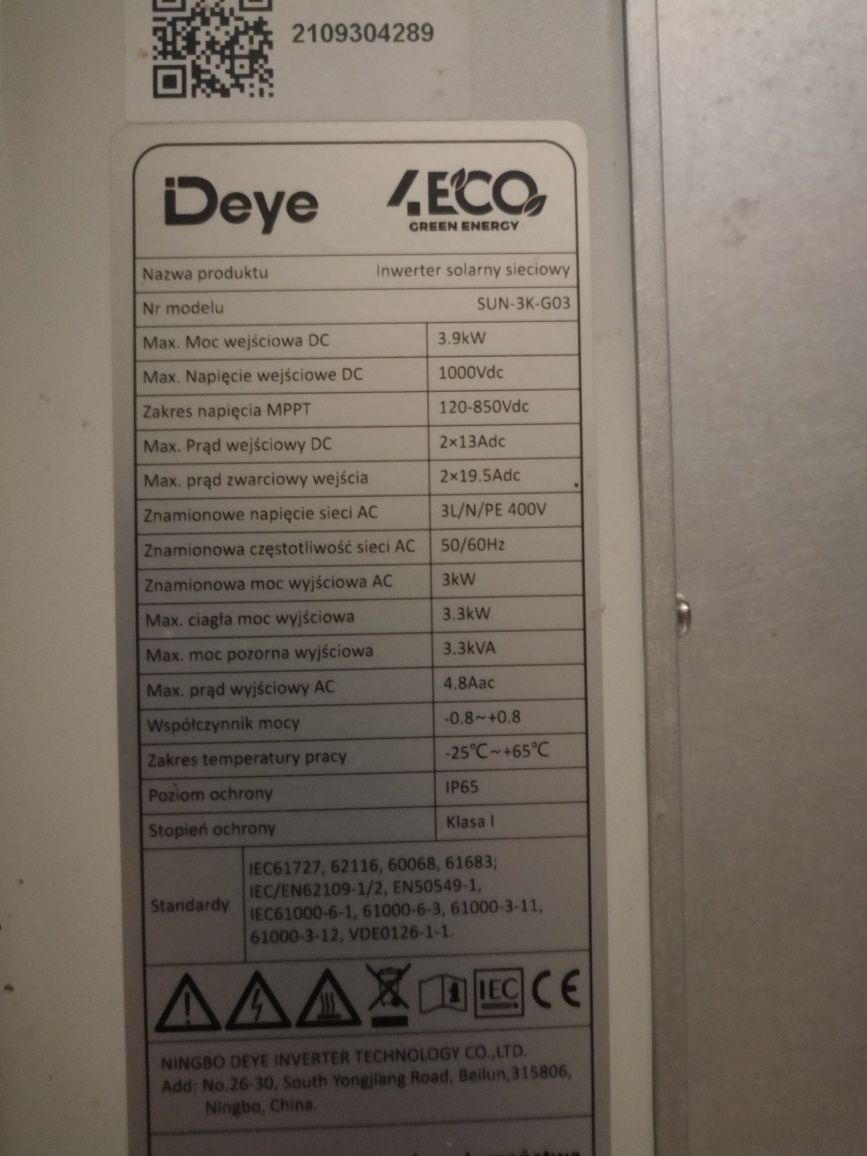 2109304289
Deye 4ECO
GREEN ENERGY
Nazwa produktu Inwerter solarny sieciowy
Nr modelu SUN-3K-G03
Max. Moc wejściowa DC 3.9kW
Max. Napięcie wejściowe DC 1000Vdc
Zakres napięcia MPPT 120-850Vdc
Max. Prąd wejściowy DC 2×13Adc
Max. prąd zwarciowy wejścia 2×19.5Adc
Znamionowe napięcie sieci AC 3L/N/PE 400V
Znamionowa częstotliwość sieci AC 50/60Hz
Znamionowa moc wyjściowa AC 3kW
Max. ciagła moc wyjściowa 3.3kW
Max. moc pozorna wyjściowa 3.3kVA
Max. prąd wyjściowy AC 4.8Aac
Współczynnik mocy -0.8~+0.8
Zakres temperatury pracy -25℃~+65℃
Poziom ochrony IP65
Stopień ochrony Klasa I
Standardy
IEC61727, 62116, 60068, 61683;
IEC/EN62109-1/2, EN50549-1,
IEC61000-6-1, 61000-6-3, 61000-3-11,
61000-3-12, VDE0126-1-1.
IEC CE
NINGBO DEYE INVERTER TECHNOLOGY CO.,LTD.
Add: No.26-30, South Yongjiang Road, Beilun,315806,
Ningbo, China.